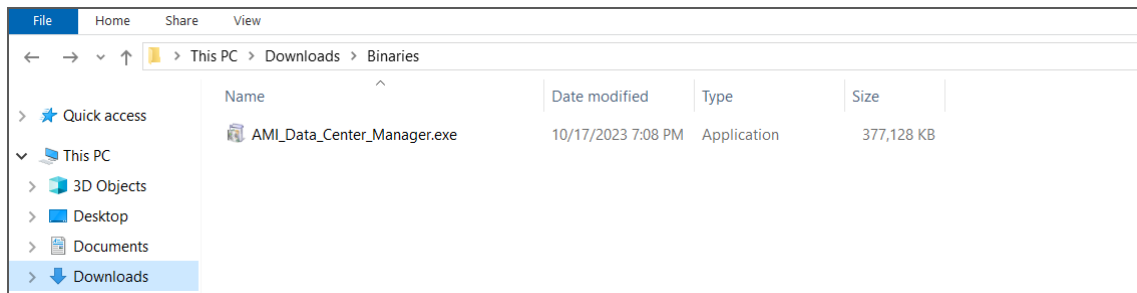 File Home Share View
This PC > Downloads > Binaries
Name Date modified Type Size
Quick access
AMI_Data_Center_Manager.exe 10/17/2023 7:08 PM Application 377,128 KB
This PC
3D Objects
Desktop
Documents
Downloads